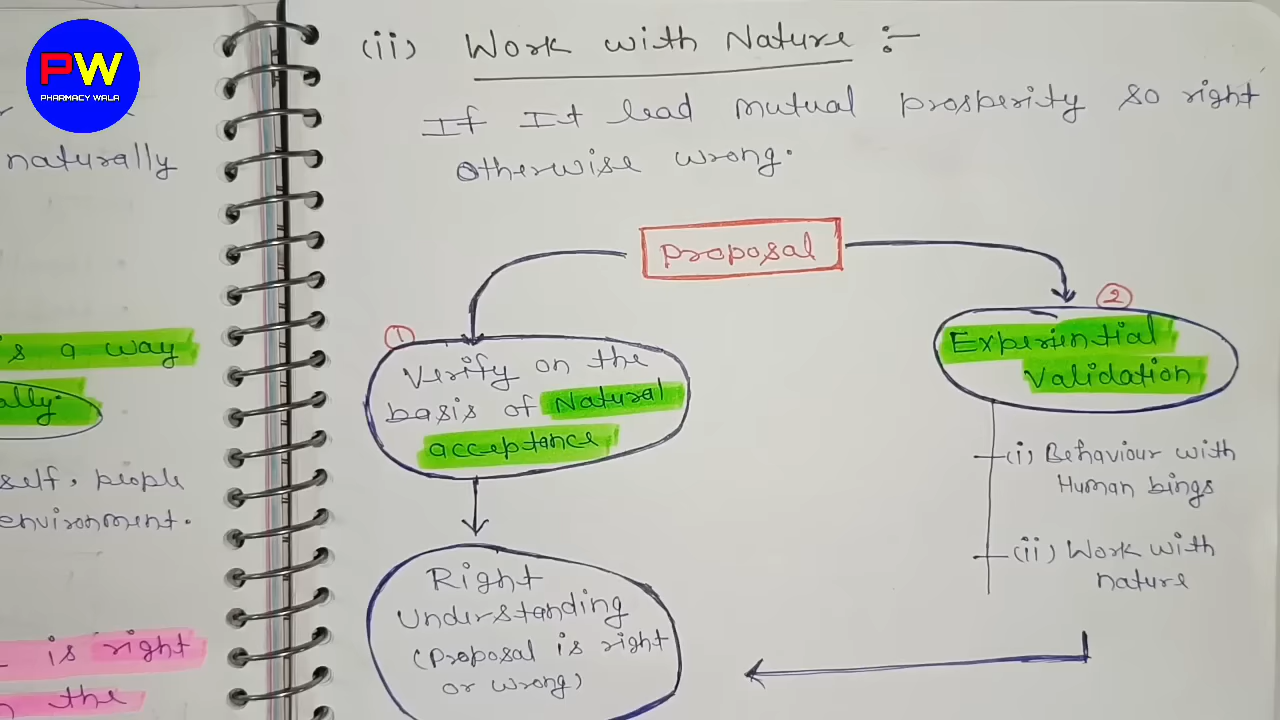 PW
PHARMACY WALA
naturally
s a way
ally.
self, people
environment.
is right
the
(ii) Work with Nature :-
If It lead mutual prosperity so right
Otherwise wrong.
Proposal
1
Verify on the
basis of Natural
acceptance
Right
Understanding
(Proposal is right
or wrong)
2
Experiential
Validation
(i) Behaviour with
Human bings
(ii) Work with
nature